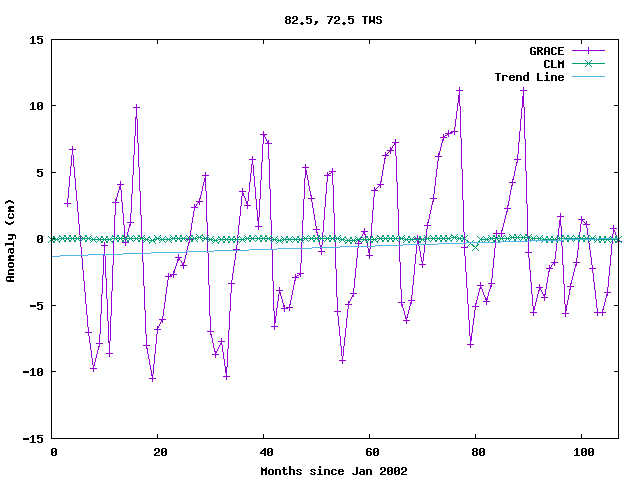 82.5, 72.5 TWS
GRACE
CLM
Trend Line
15
10
5
0
-5
-10
-15
Anomaly (cm)
0 20 40 60 80 100
Months since Jan 2002